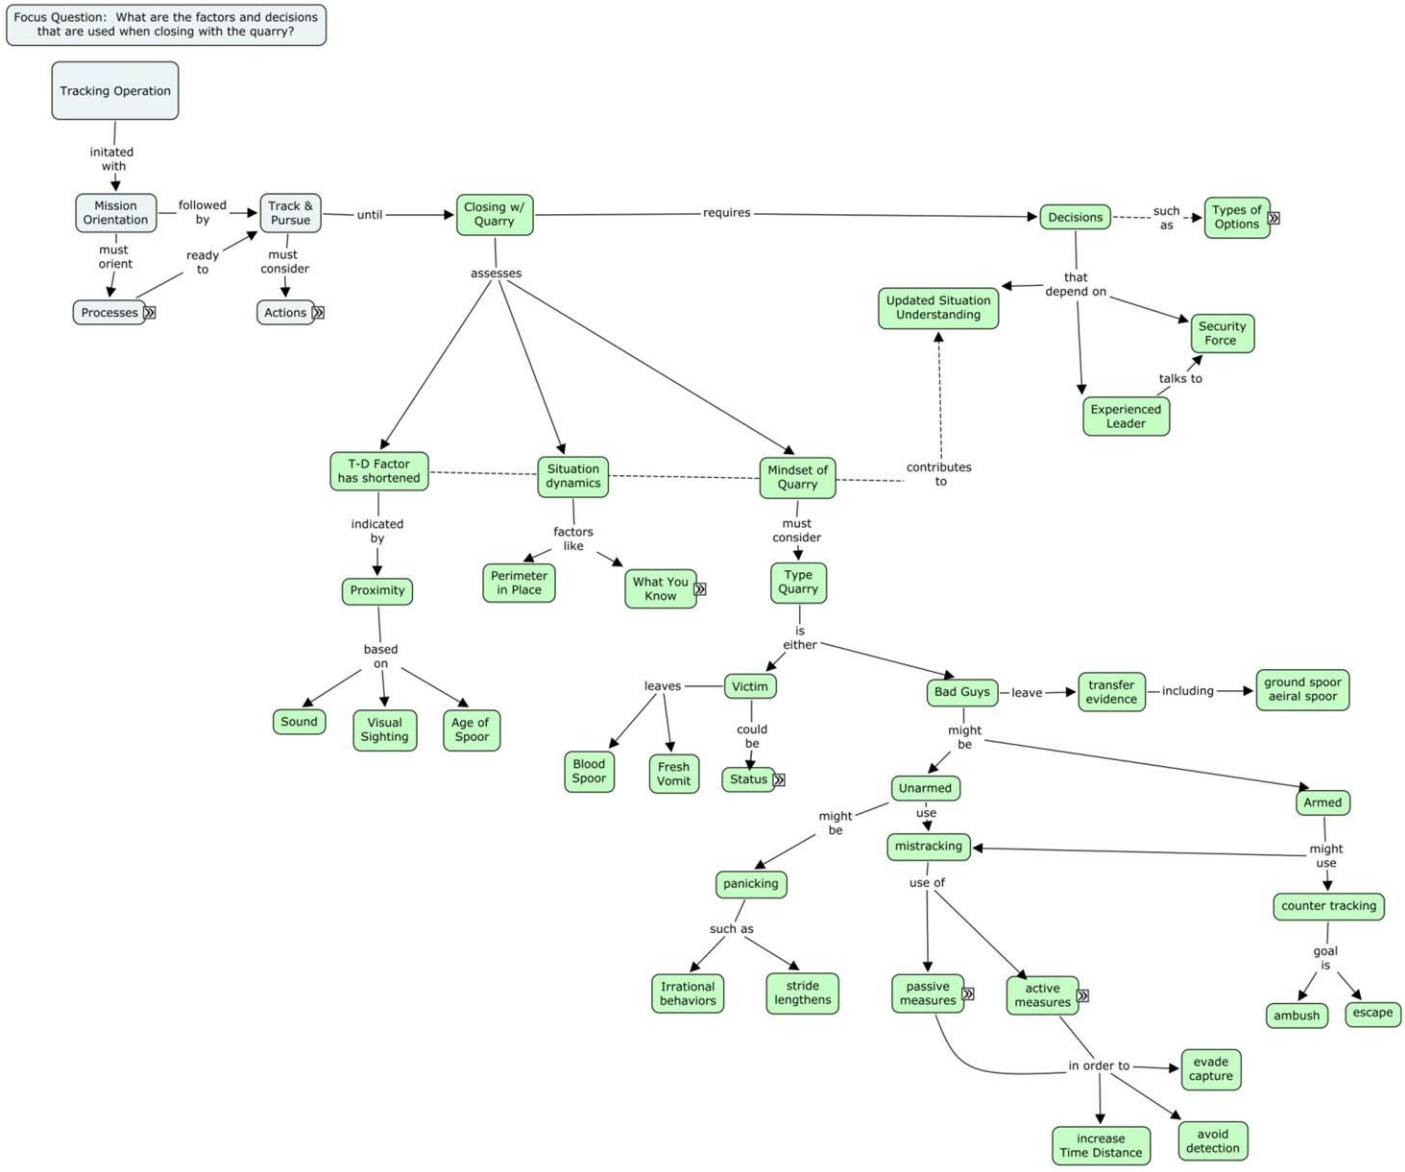 Focus Question:  What are the factors and decisions
that are used when closing with the quarry?
Tracking Operation
initated
with
Mission
Orientation
followed
by
Track &
Pursue
until
Closing w/
Quarry
requires
Decisions
such
as
Types of
Options
must
orient
ready
to
must
consider
Processes
Actions
assesses
that
depend on
Updated Situation
Understanding
Security
Force
talks to
Experienced
Leader
T-D Factor
has shortened
Situation
dynamics
Mindset of
Quarry
contributes
to
indicated
by
factors
like
must
consider
Proximity
Perimeter
in Place
What You
Know
Type
Quarry
based
on
is
either
Sound
Visual
Sighting
Age of
Spoor
leaves
Victim
Bad Guys
leave
transfer
evidence
including
ground spoor
aeiral spoor
could
be
might
be
Blood
Spoor
Fresh
Vomit
Status
Unarmed
Armed
might
be
use
mistracking
might
use
panicking
use of
counter tracking
such as
goal
is
Irrational
behaviors
stride
lengthens
passive
measures
active
measures
ambush
escape
in order to
evade
capture
increase
Time Distance
avoid
detection